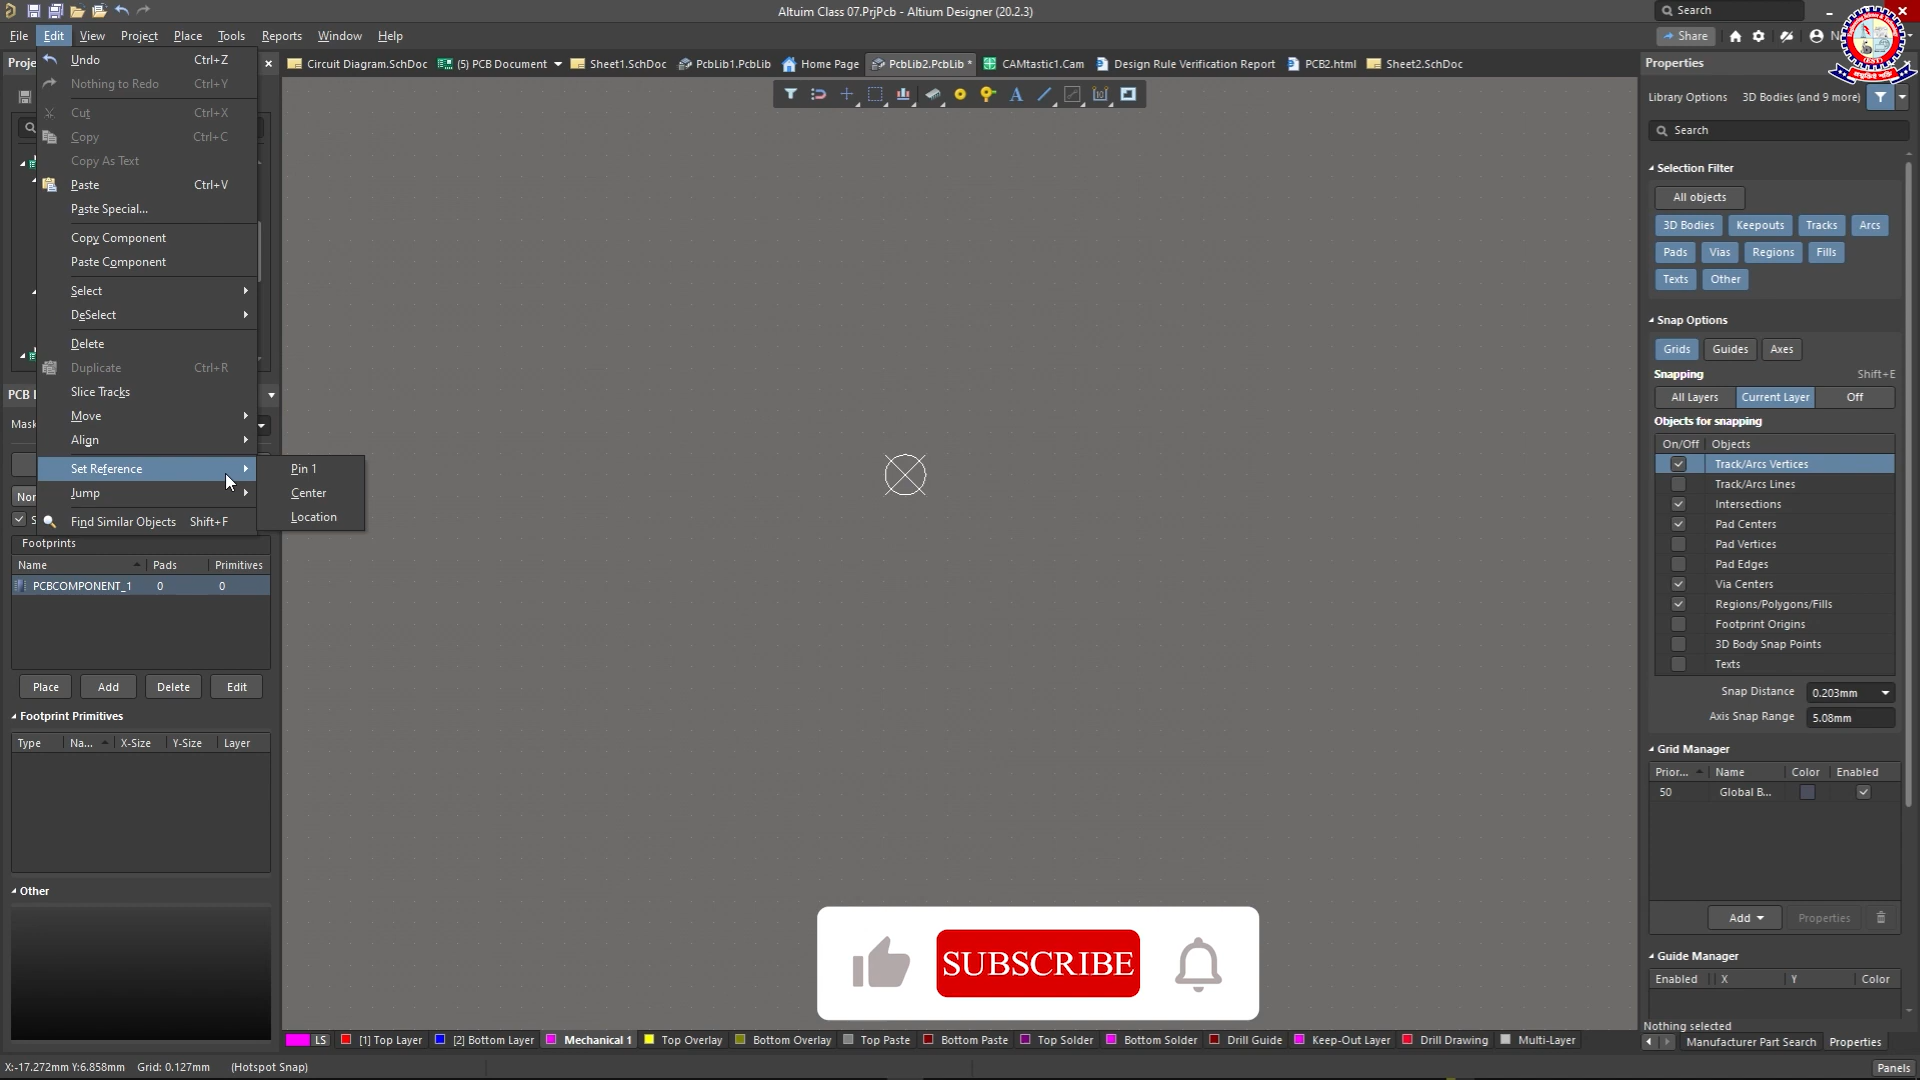 Altuim Class 07.PrjPcb - Altium Designer (20.2.3)
Search
File Edit View Project Place Tools Reports Window Help
Share
Circuit Diagram.SchDoc (5) PCB Document Sheet1.SchDoc PcbLib1.PcbLib Home Page PcbLib2.PcbLib * CAMtastic1.Cam Design Rule Verification Report PCB2.html Sheet2.SchDoc
Undo Ctrl+Z
Nothing to Redo Ctrl+Y
Cut Ctrl+X
Copy Ctrl+C
Copy As Text
Paste Ctrl+V
Paste Special...
Copy Component
Paste Component
Select
DeSelect
Delete
Duplicate Ctrl+R
Slice Tracks
Move
Align
Set Reference
Jump
Find Similar Objects Shift+F
Pin 1
Center
Location
Footprints
Name Pads Primitives
PCBCOMPONENT_1 0 0
Place Add Delete Edit
Footprint Primitives
Type Na... X-Size Y-Size Layer
Other
Properties
Library Options 3D Bodies (and 9 more)
Search
Selection Filter
All objects
3D Bodies Keepouts Tracks Arcs
Pads Vias Regions Fills
Texts Other
Snap Options
Grids Guides Axes
Snapping Shift+E
All Layers Current Layer Off
Objects for snapping
On/Off Objects
Track/Arcs Vertices
Track/Arcs Lines
Intersections
Pad Centers
Pad Vertices
Pad Edges
Via Centers
Regions/Polygons/Fills
Footprint Origins
3D Body Snap Points
Texts
Snap Distance 0.203mm
Axis Snap Range 5.08mm
Grid Manager
Prior... Name Color Enabled
50 Global B...
Add Properties
Guide Manager
Enabled X Y Color
Nothing selected
Manufacturer Part Search Properties
SUBSCRIBE
LS [1] Top Layer [2] Bottom Layer Mechanical 1 Top Overlay Bottom Overlay Top Paste Bottom Paste Top Solder Bottom Solder Drill Guide Keep-Out Layer Drill Drawing Multi-Layer
X:-17.272mm Y:6.858mm Grid: 0.127mm (Hotspot Snap)
Panels